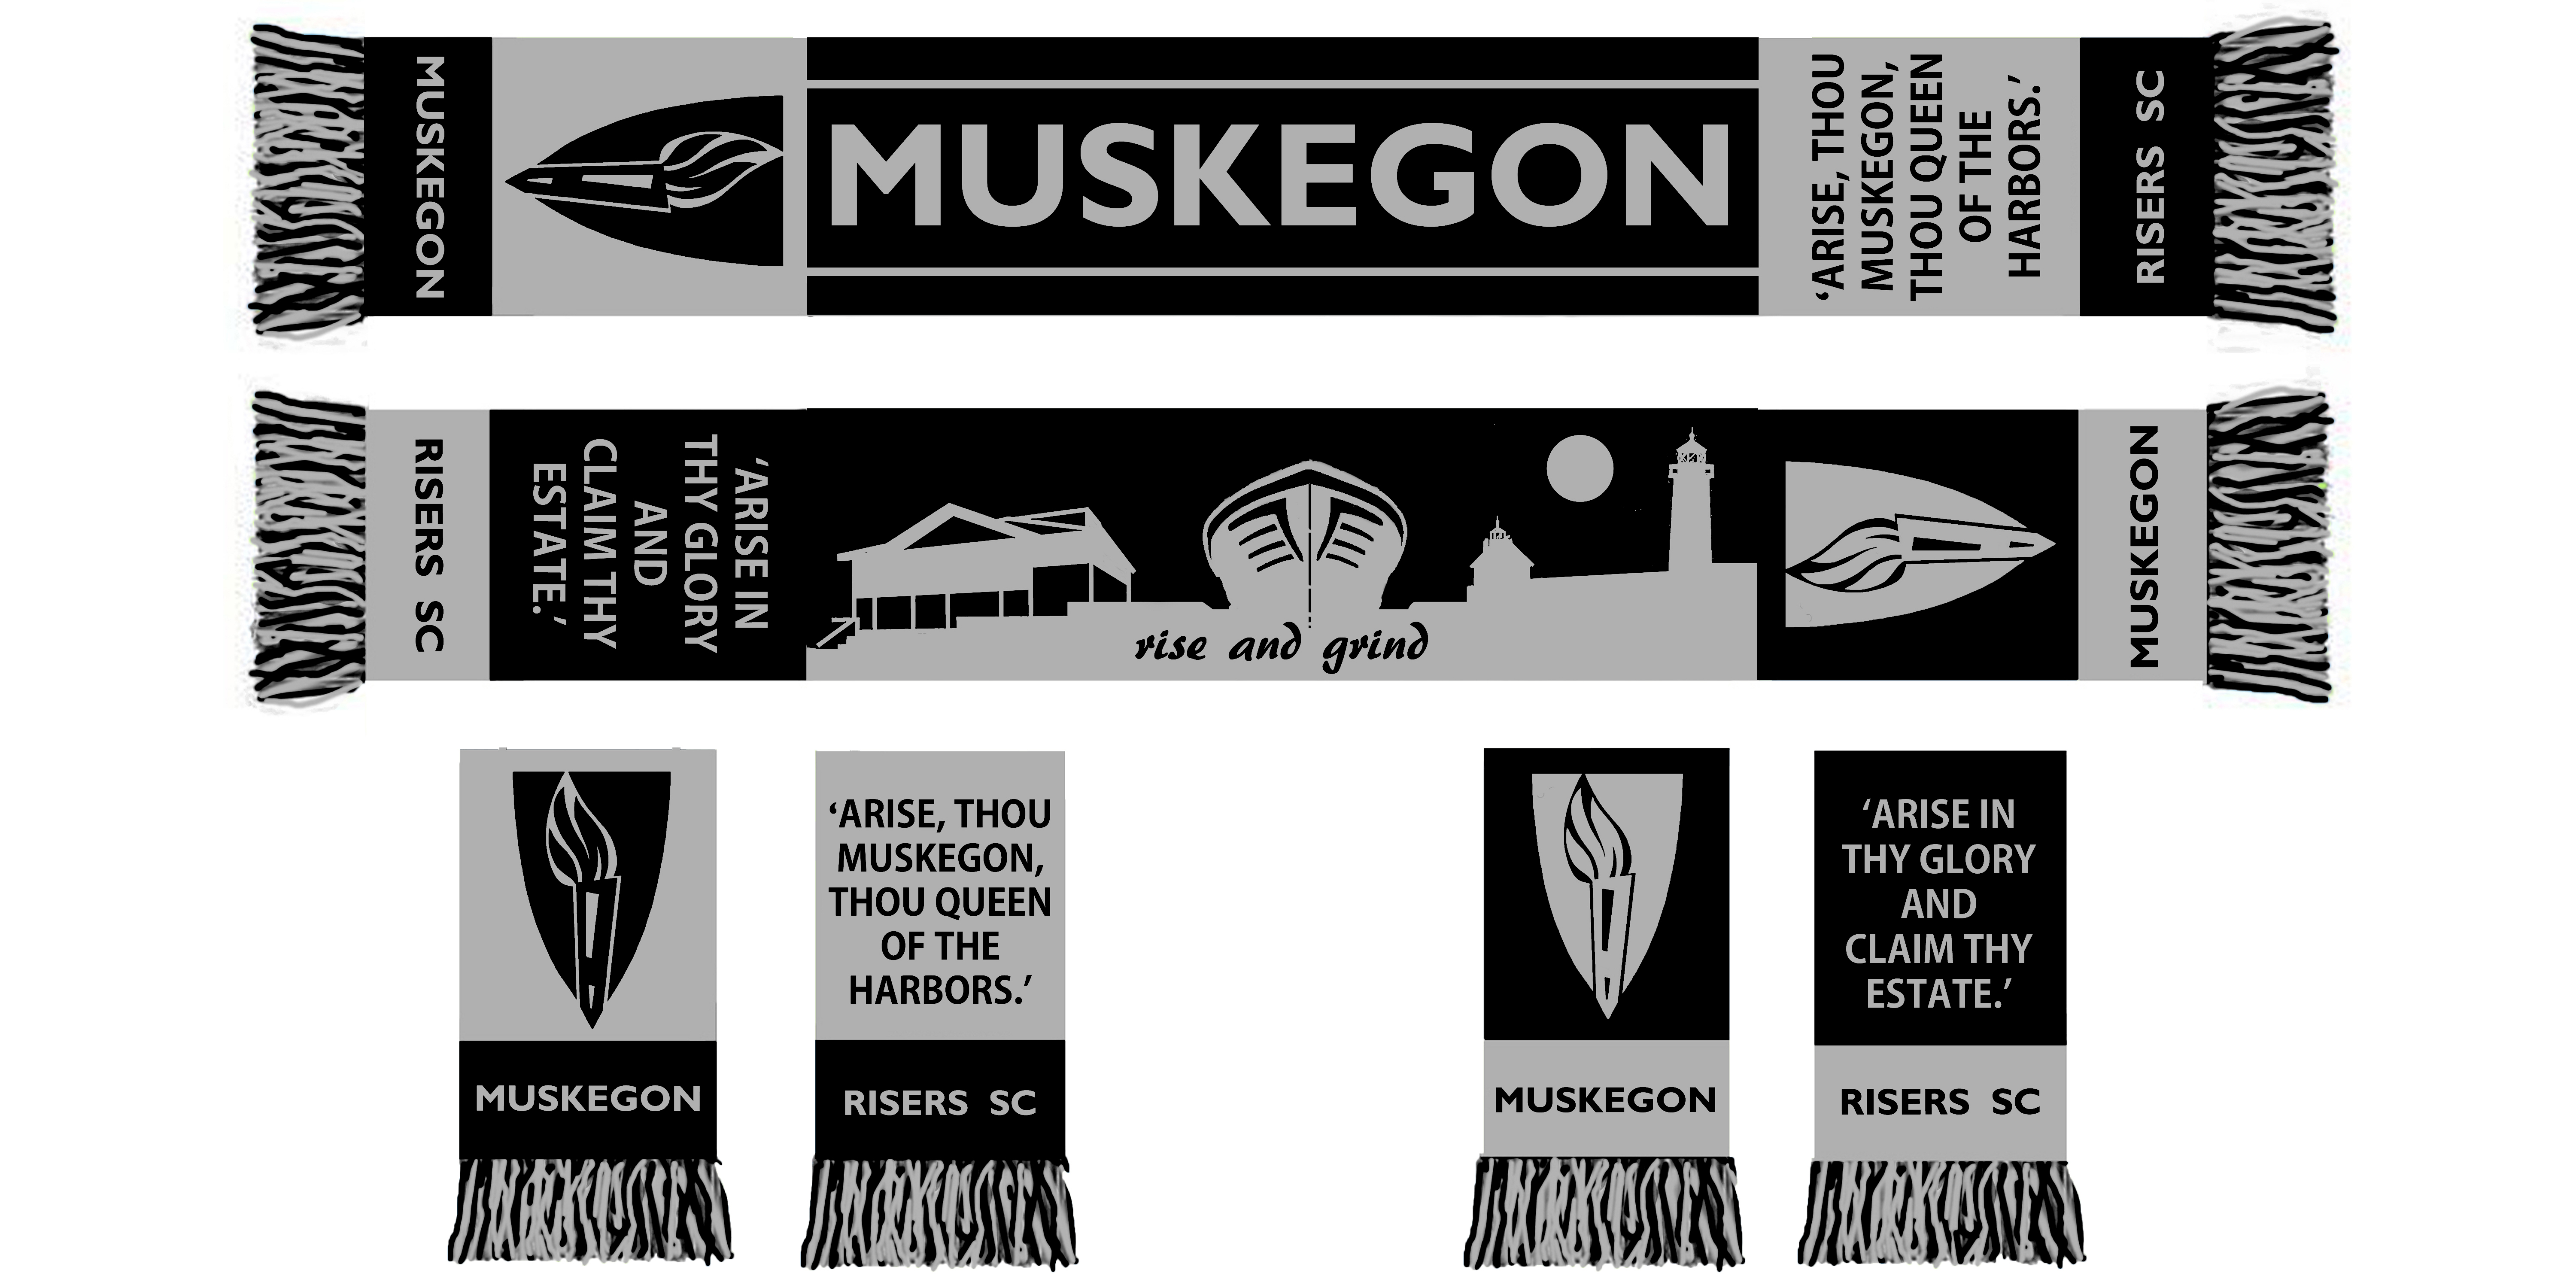 MUSKEGON
MUSKEGON
‘ARISE, THOU
MUSKEGON,
THOU QUEEN
OF THE
HARBORS.’
RISERS SC
RISERS SC
‘ARISE IN
THY GLORY
AND
CLAIM THY
ESTATE.’
rise and grind
MUSKEGON
MUSKEGON
‘ARISE, THOU
MUSKEGON,
THOU QUEEN
OF THE
HARBORS.’
RISERS SC
MUSKEGON
‘ARISE IN
THY GLORY
AND
CLAIM THY
ESTATE.’
RISERS SC